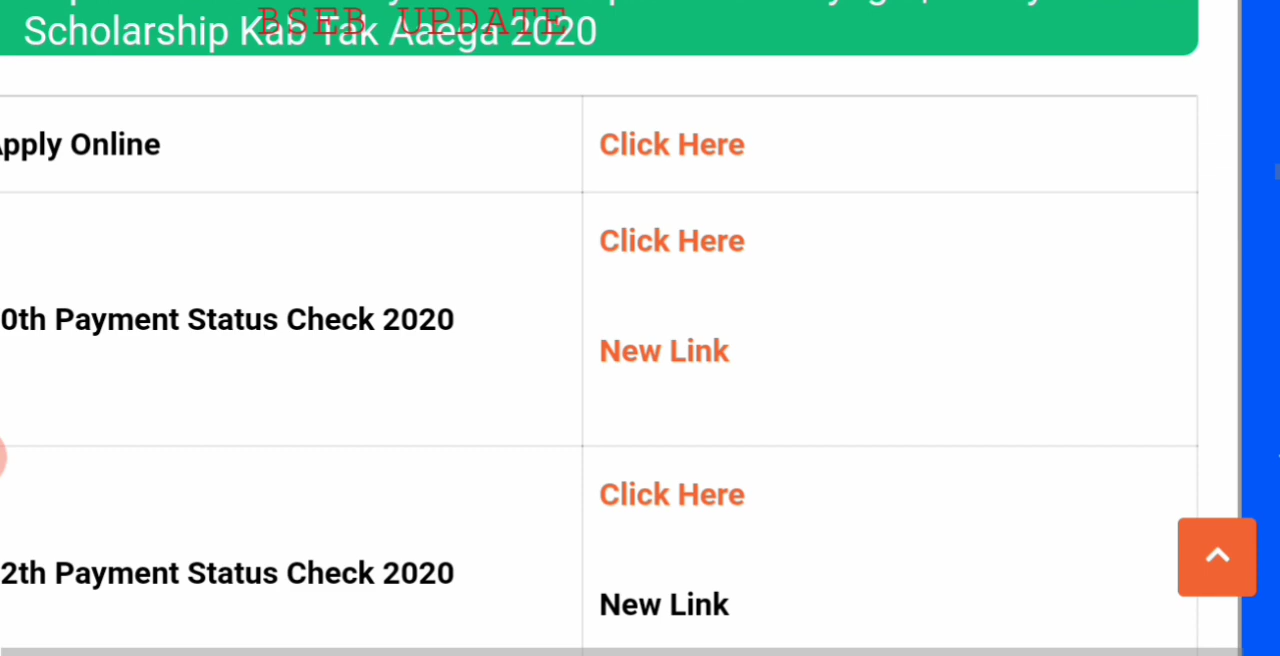 Scholarship Kab Tak Aaega 2020
BSEB UPDATE
Apply Online
Click Here
0th Payment Status Check 2020
Click Here
New Link
2th Payment Status Check 2020
Click Here
New Link